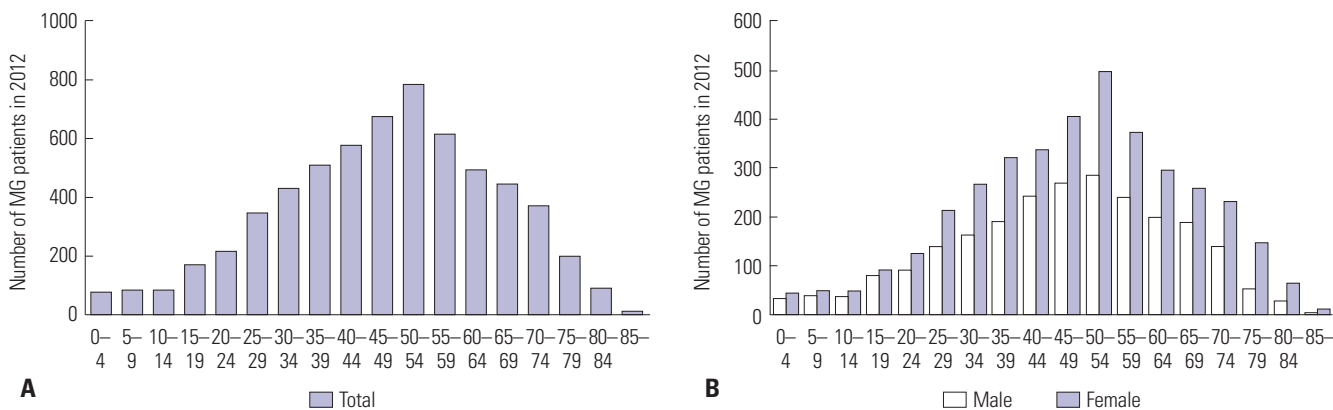 Number of MG patients in 2012
1000
800
600
400
200
0
0– 5– 10– 15– 20– 25– 30– 35– 40– 45– 50– 55– 60– 65– 70– 75– 80– 85–
4 9 14 19 24 29 34 39 44 49 54 59 64 69 74 79 84
A
Total
Number of MG patients in 2012
600
500
400
300
200
100
0
0– 5– 10– 15– 20– 25– 30– 35– 40– 45– 50– 55– 60– 65– 70– 75– 80– 85–
4 9 14 19 24 29 34 39 44 49 54 59 64 69 74 79 84
B
Male Female